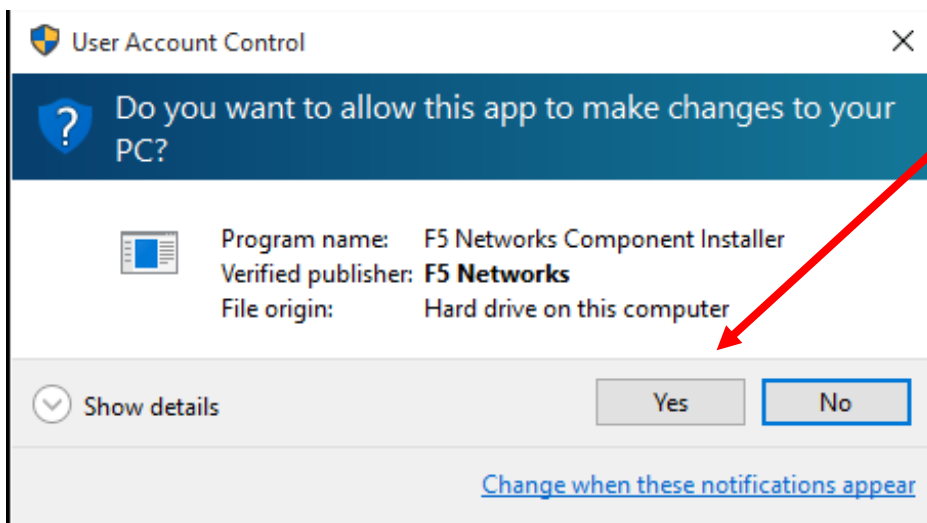 User Account Control
Do you want to allow this app to make changes to your
PC?
Program name: F5 Networks Component Installer
Verified publisher: F5 Networks
File origin: Hard drive on this computer
Show details
Yes No
Change when these notifications appear